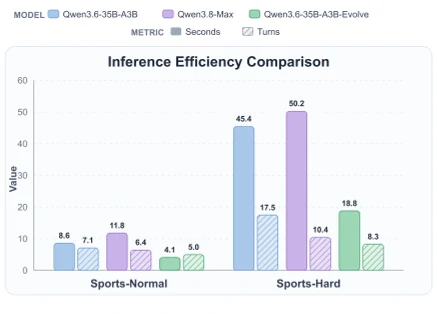 MODEL Qwen3.6-35B-A3B Qwen3.8-Max Qwen3.6-35B-A3B-Evolve
METRIC Seconds Turns
Inference Efficiency Comparison
60
50
40
30
20
10
0
Value
8.6 7.1 11.8 6.4 4.1 5.0
45.4 17.5 50.2 10.4 18.8 8.3
Sports-Normal Sports-Hard